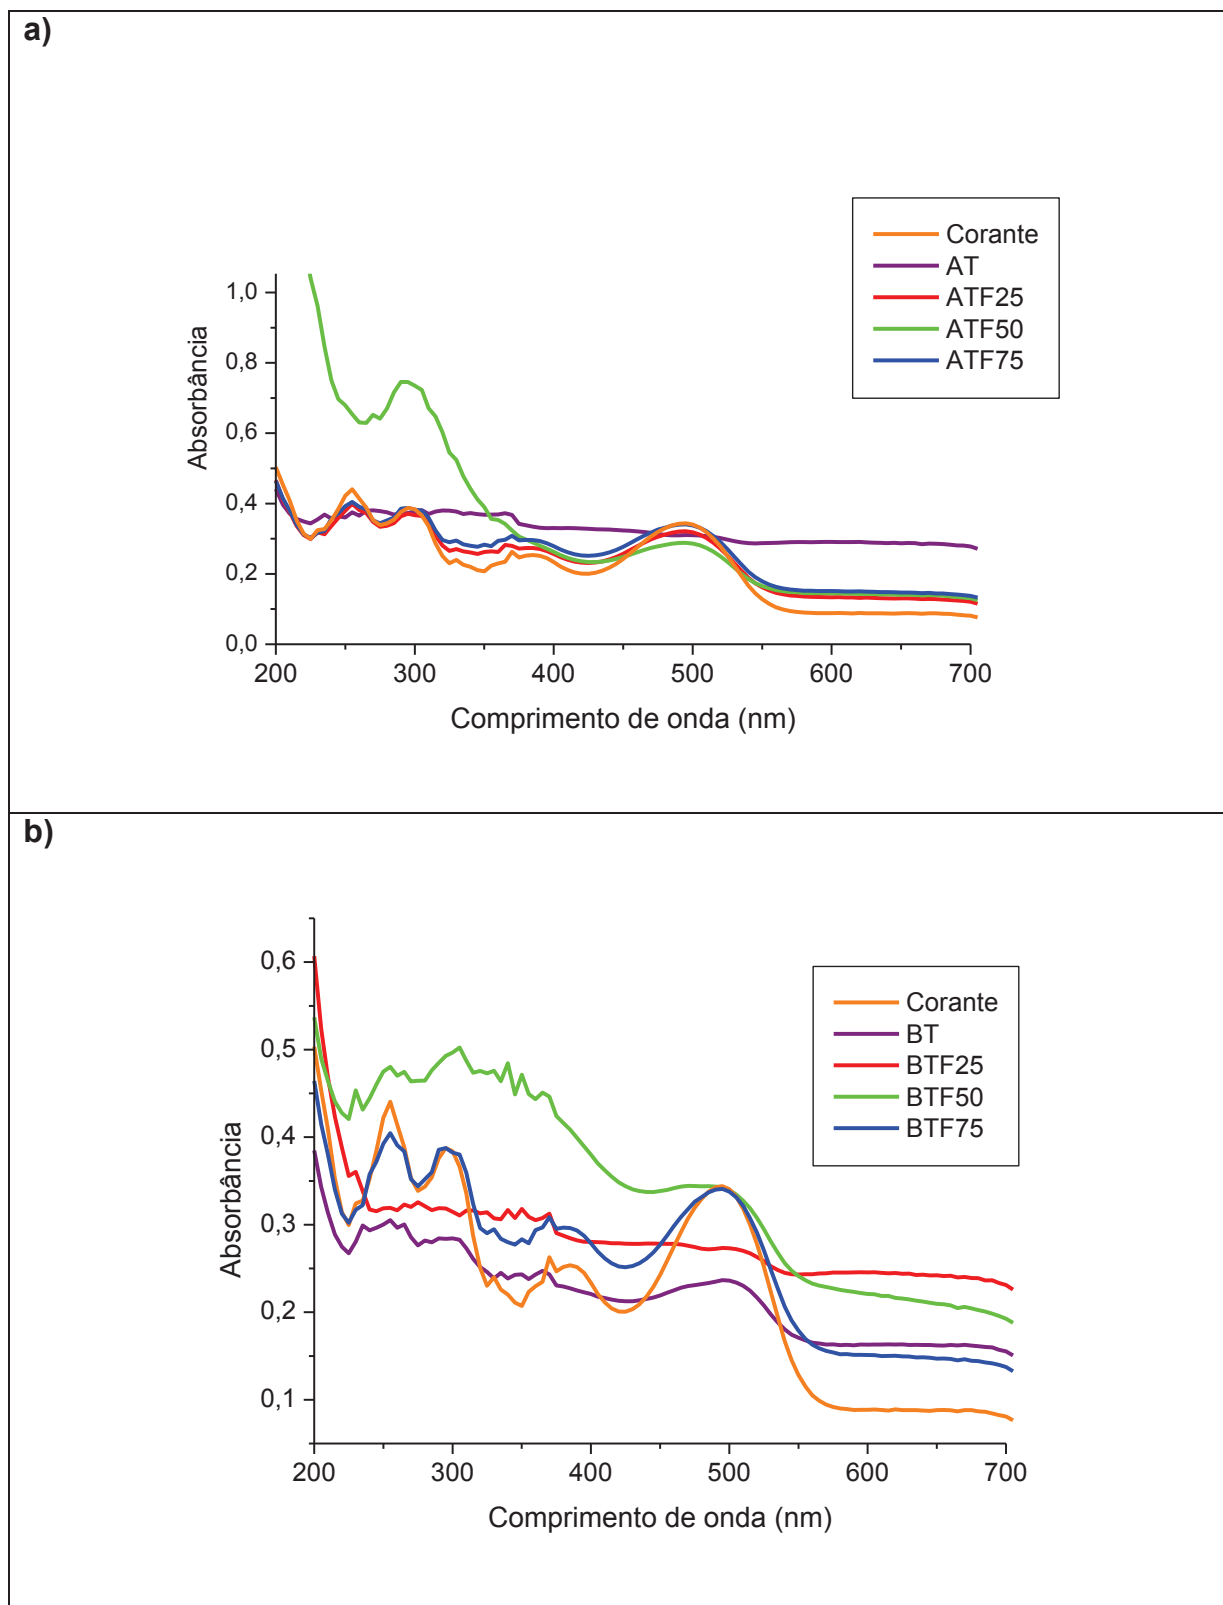 a)
Corante
AT
ATF25
ATF50
ATF75
1,0
0,8
0,6
0,4
0,2
0,0
Absorbância
200 300 400 500 600 700
Comprimento de onda (nm)
b)
Corante
BT
BTF25
BTF50
BTF75
0,6
0,5
0,4
0,3
0,2
0,1
Absorbância
200 300 400 500 600 700
Comprimento de onda (nm)